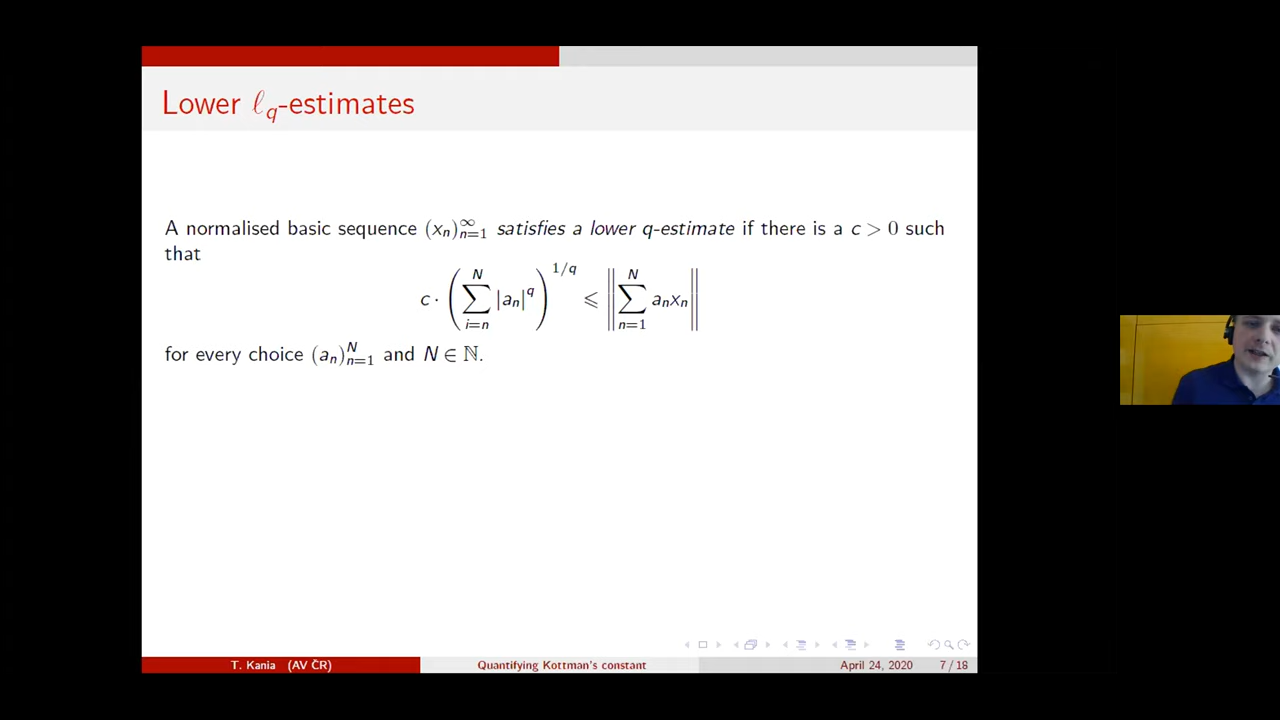 Lower ℓ_q-estimates
A normalised basic sequence (x_n)_{n=1}^∞ satisfies a lower q-estimate if there is a c > 0 such
that
c · ( ∑_{i=n}^{N} |a_n|^q )^{1/q} ⩽ ‖ ∑_{n=1}^{N} a_n x_n ‖
for every choice (a_n)_{n=1}^N and N ∈ ℕ.
T. Kania (AV ČR) Quantifying Kottman's constant April 24, 2020 7 / 18